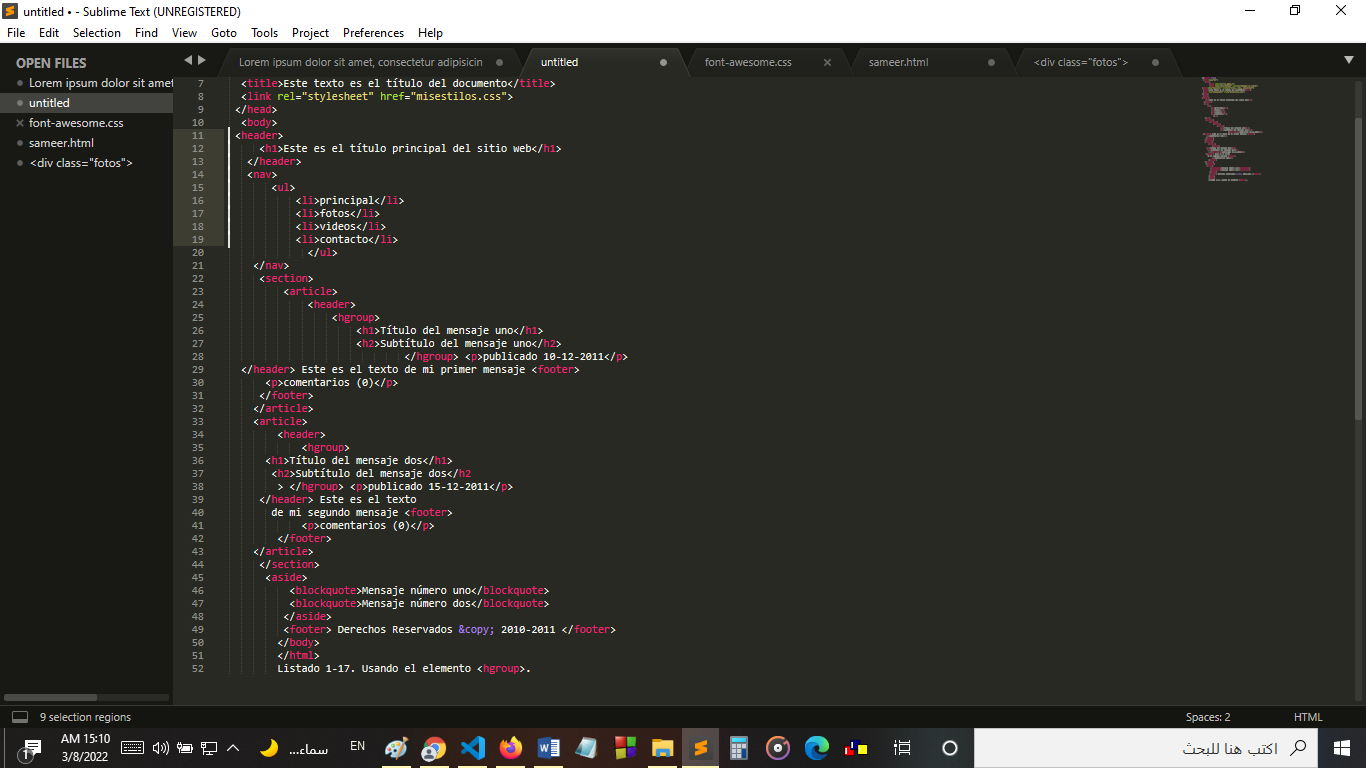 untitled • - Sublime Text (UNREGISTERED)
File Edit Selection Find View Goto Tools Project Preferences Help
OPEN FILES
Lorem ipsum dolor sit amet
untitled
font-awesome.css
sameer.html
<div class="fotos">
Lorem ipsum dolor sit amet, consectetur adipisicin
untitled
font-awesome.css
sameer.html
<div class="fotos">
7 <title>Este texto es el título del documento</title>
8 <link rel="stylesheet" href="misestilos.css">
9 </head>
10 <body>
11 <header>
12 <h1>Este es el título principal del sitio web</h1>
13 </header>
14 <nav>
15 <ul>
16 <li>principal</li>
17 <li>fotos</li>
18 <li>videos</li>
19 <li>contacto</li>
20 </ul>
21 </nav>
22 <section>
23 <article>
24 <header>
25 <hgroup>
26 <h1>Título del mensaje uno</h1>
27 <h2>Subtítulo del mensaje uno</h2>
28 </hgroup> <p>publicado 10-12-2011</p>
29 </header> Este es el texto de mi primer mensaje <footer>
30 <p>comentarios (0)</p>
31 </footer>
32 </article>
33 <article>
34 <header>
35 <hgroup>
36 <h1>Título del mensaje dos</h1>
37 <h2>Subtítulo del mensaje dos</h2
38 > </hgroup> <p>publicado 15-12-2011</p>
39 </header> Este es el texto
40 de mi segundo mensaje <footer>
41 <p>comentarios (0)</p>
42 </footer>
43 </article>
44 </section>
45 <aside>
46 <blockquote>Mensaje número uno</blockquote>
47 <blockquote>Mensaje número dos</blockquote>
48 </aside>
49 <footer> Derechos Reservados &copy; 2010-2011 </footer>
50 </body>
51 </html>
52 Listado 1-17. Usando el elemento <hgroup>.
9 selection regions
Spaces: 2
HTML
1
AM 15:10
3/8/2022
سماء...
EN
اكتب هنا للبحث